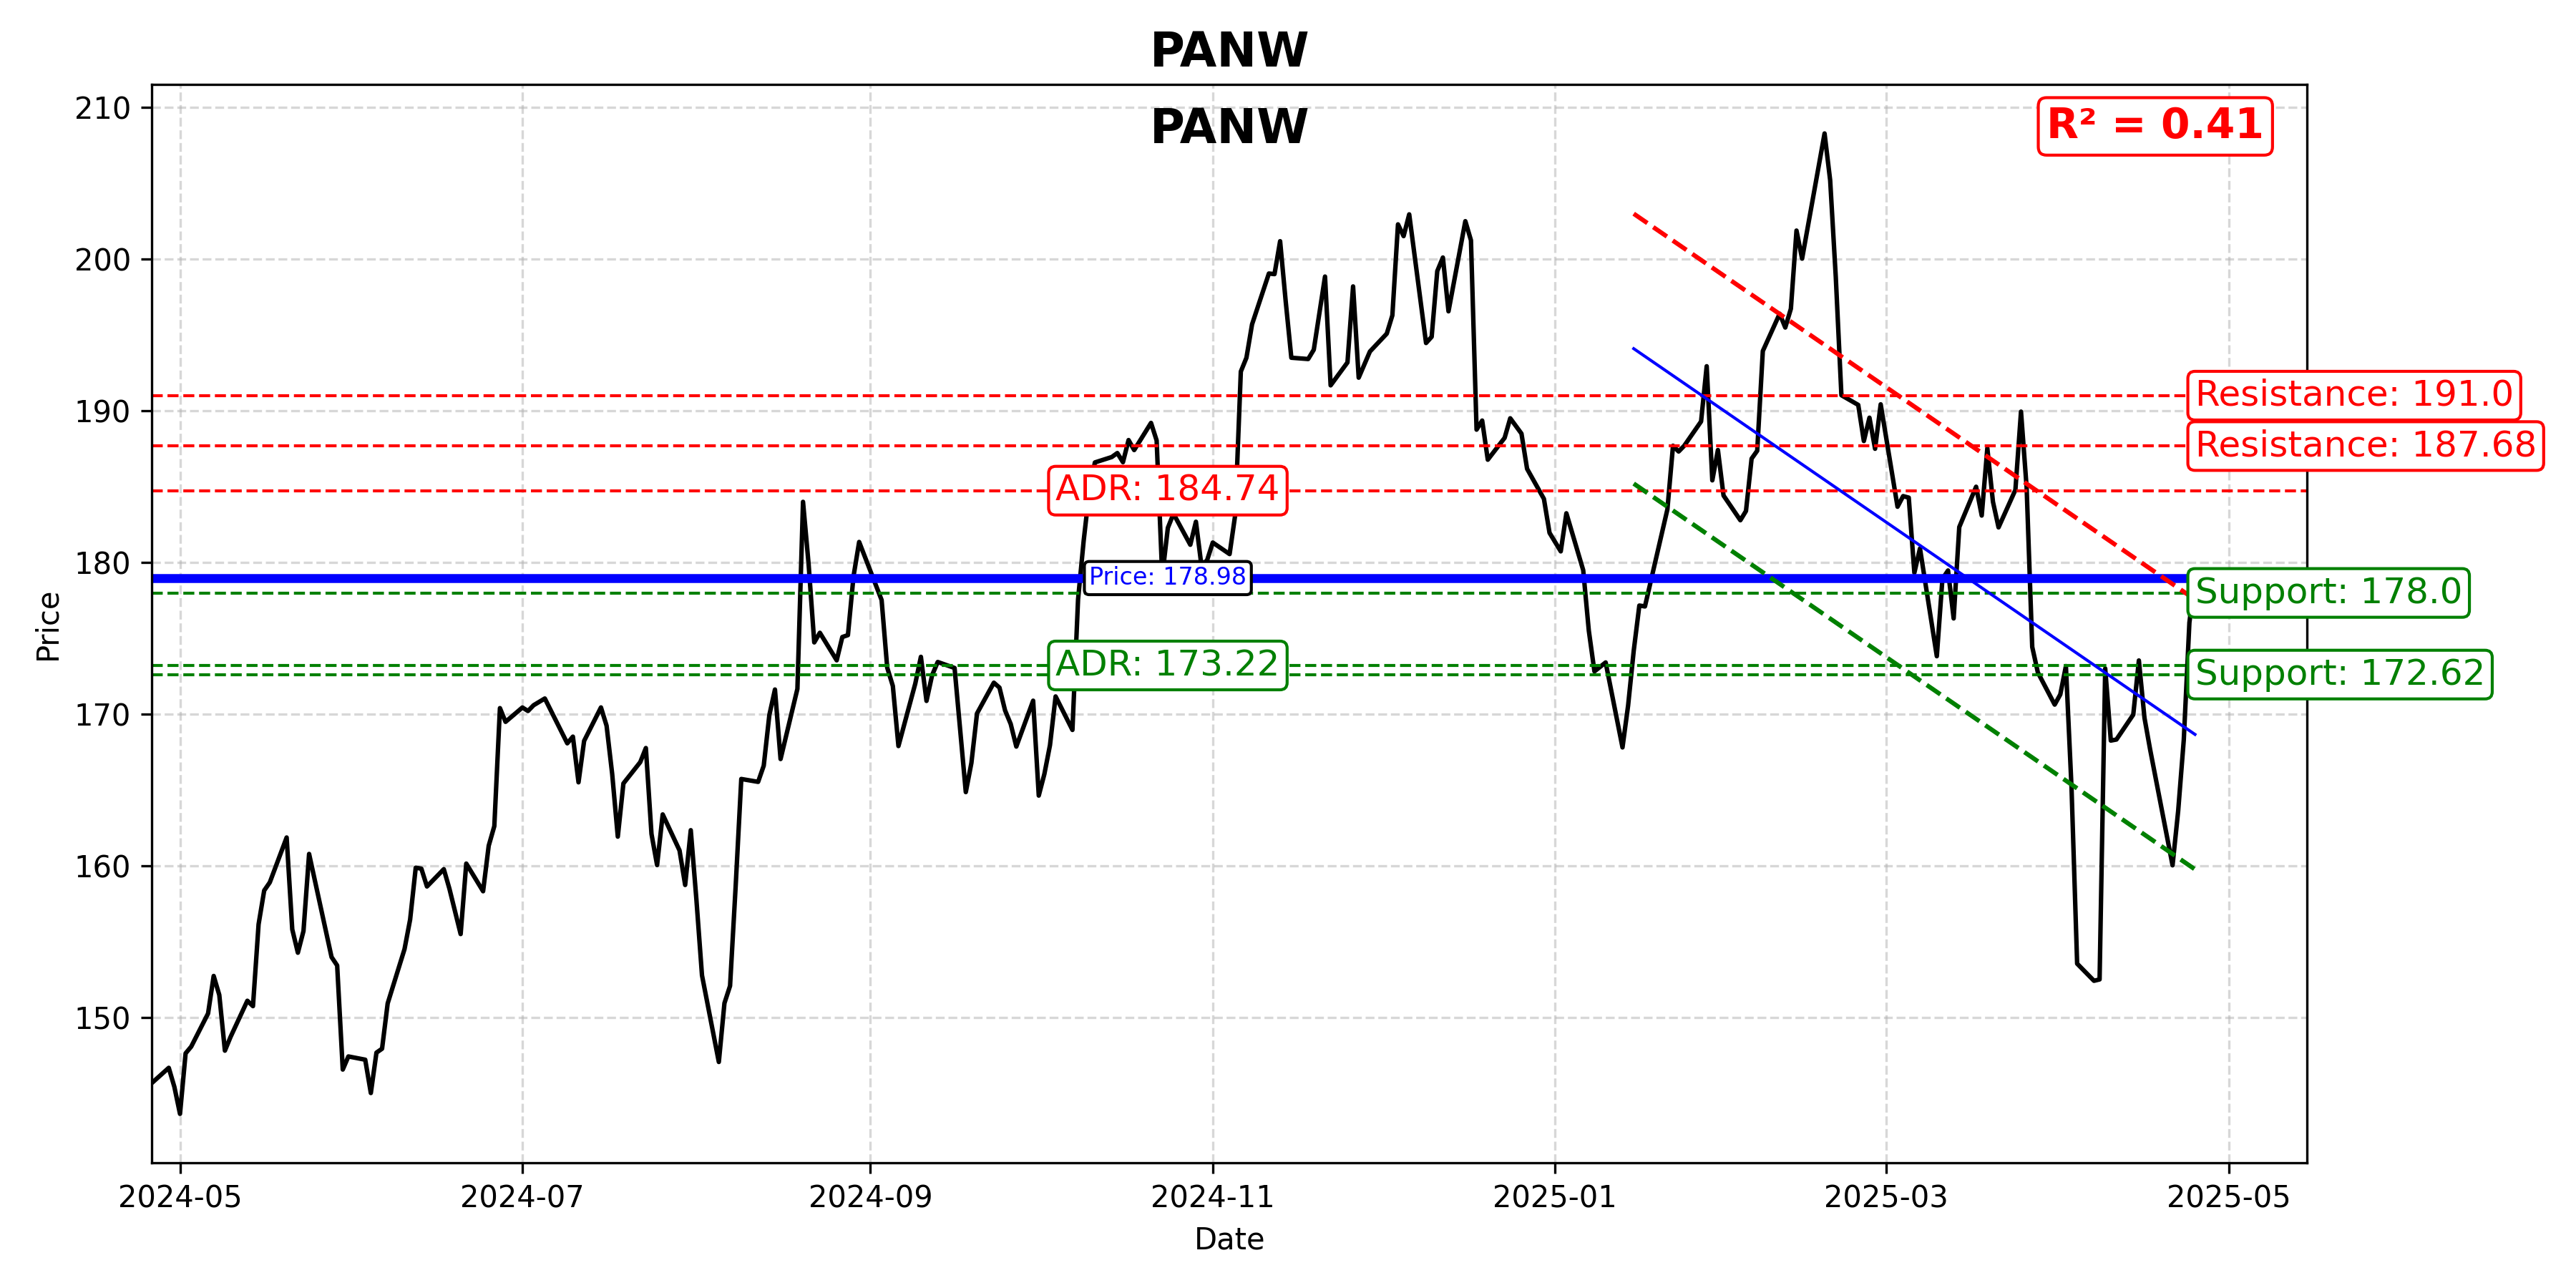 PANW
PANW
R² = 0.41
210
200
190
180
170
160
150
Price
Resistance: 191.0
Resistance: 187.68
ADR: 184.74
Price: 178.98
Support: 178.0
ADR: 173.22
Support: 172.62
2024-05
2024-07
2024-09
2024-11
2025-01
2025-03
2025-05
Date